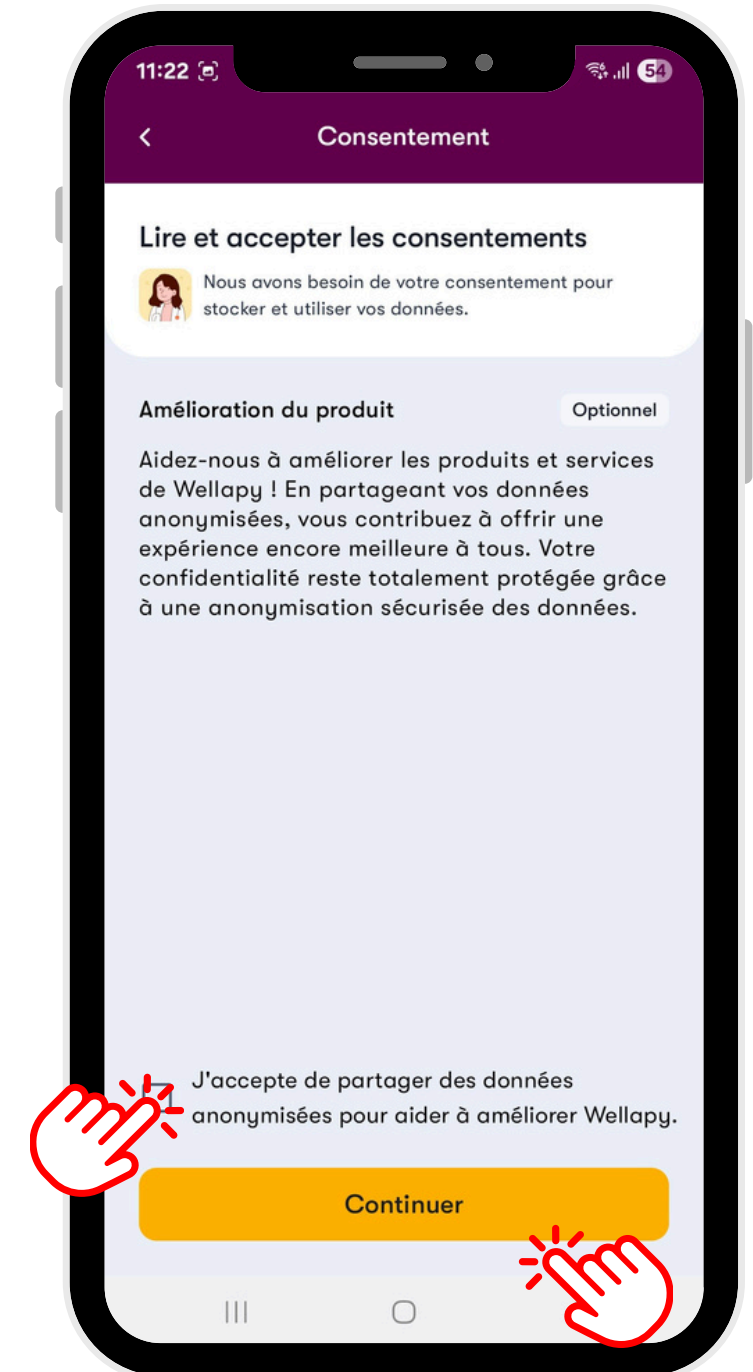 11:22
54
Consentement
Lire et accepter les consentements
Nous avons besoin de votre consentement pour
stocker et utiliser vos données.
Amélioration du produit
Optionnel
Aidez-nous à améliorer les produits et services
de Wellapy ! En partageant vos données
anonymisées, vous contribuez à offrir une
expérience encore meilleure à tous. Votre
confidentialité reste totalement protégée grâce
à une anonymisation sécurisée des données.
J'accepte de partager des données
anonymisées pour aider à améliorer Wellapy.
Continuer